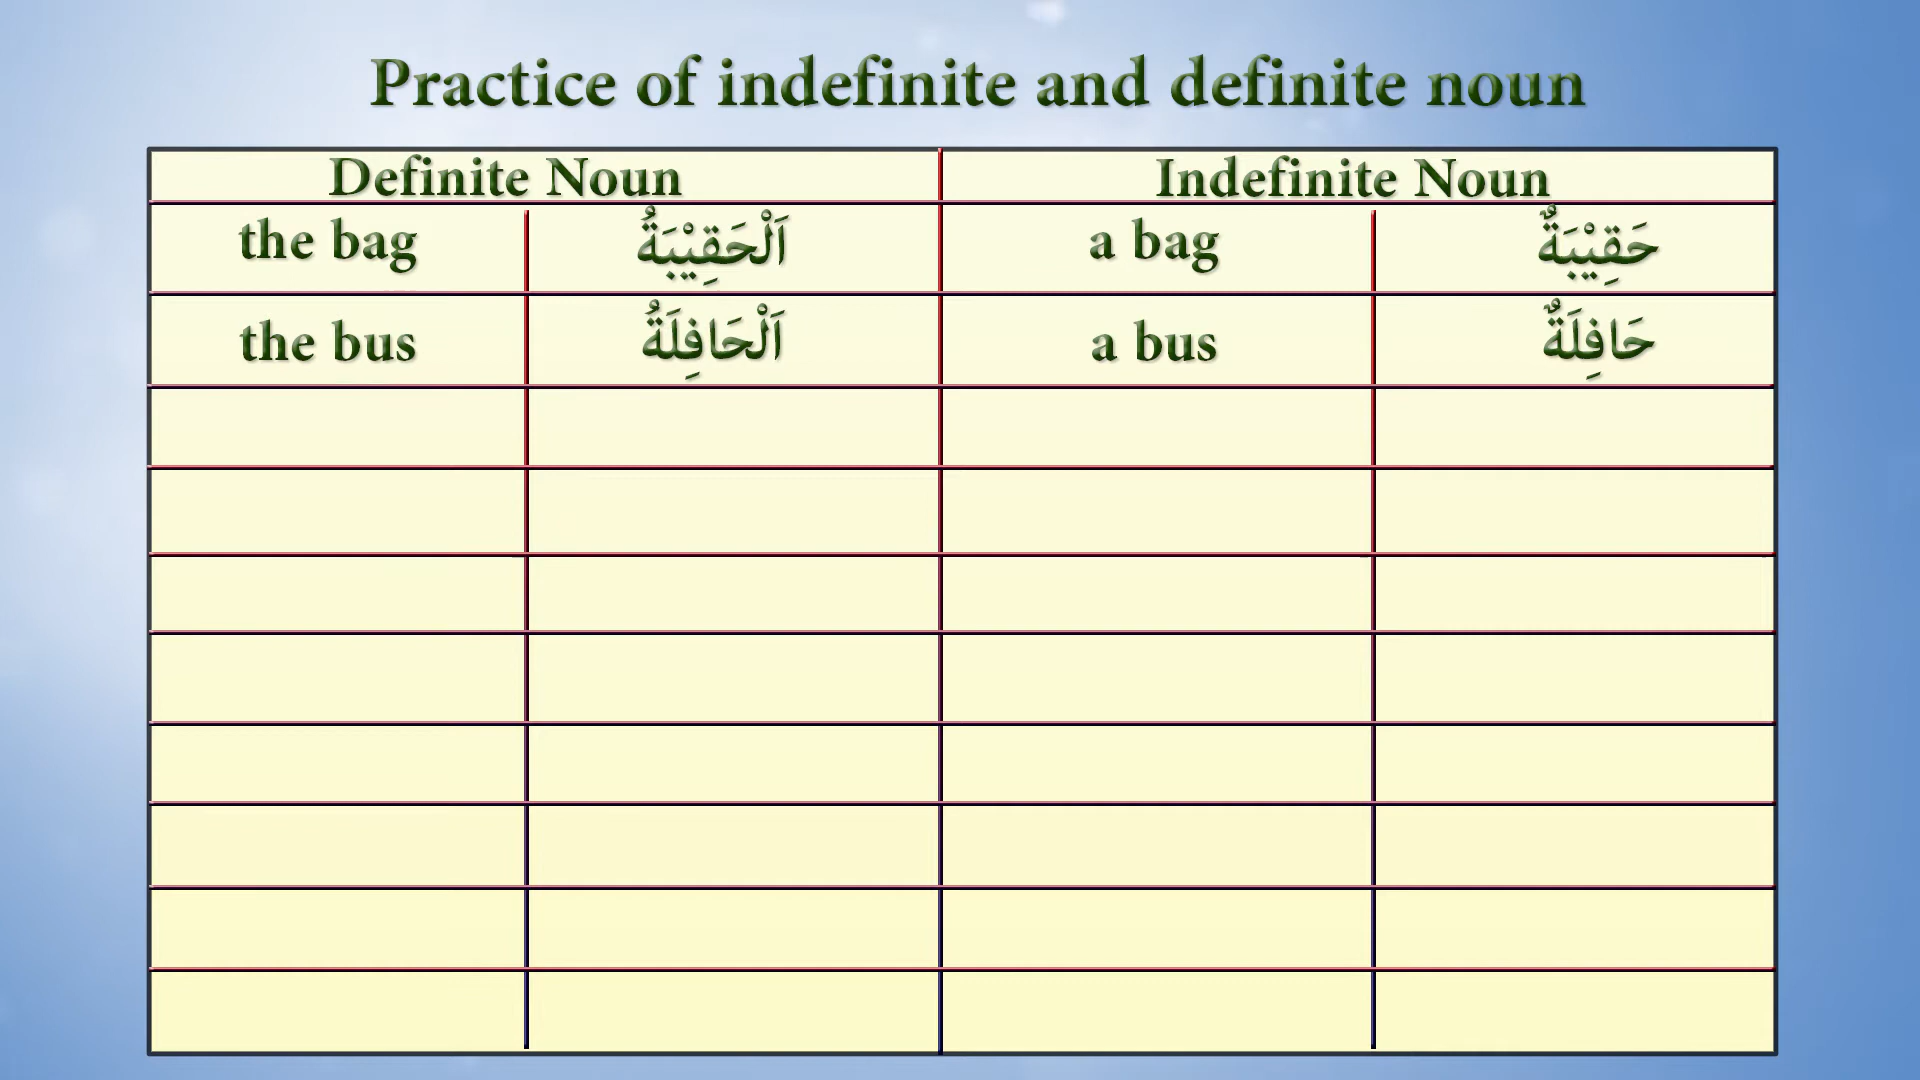 Practice of indefinite and definite noun
Definite Noun Indefinite Noun
the bag اَلْحَقِيْبَةُ a bag حَقِيْبَةٌ
the bus اَلْحَافِلَةُ a bus حَافِلَةٌ